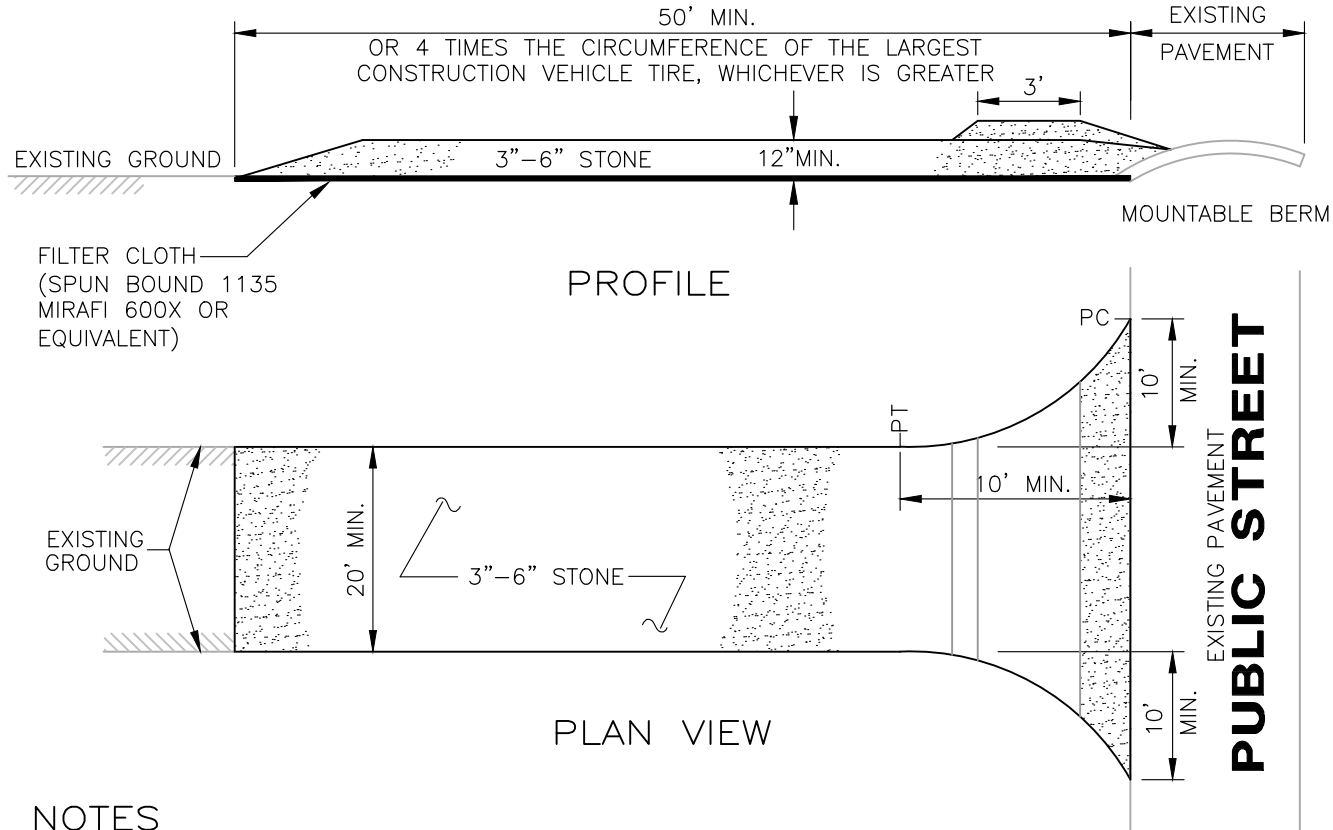 50' MIN.
OR 4 TIMES THE CIRCUMFERENCE OF THE LARGEST
CONSTRUCTION VEHICLE TIRE, WHICHEVER IS GREATER
EXISTING
PAVEMENT
3'
EXISTING GROUND
3"-6" STONE
12"MIN.
MOUNTABLE BERM
FILTER CLOTH
(SPUN BOUND 1135
MIRAFI 600X OR
EQUIVALENT)
PROFILE
PC
10'
MIN.
PT
10' MIN.
EXISTING
GROUND
20' MIN.
3"-6" STONE
EXISTING PAVEMENT
PUBLIC STREET
10'
MIN.
PLAN VIEW
NOTES